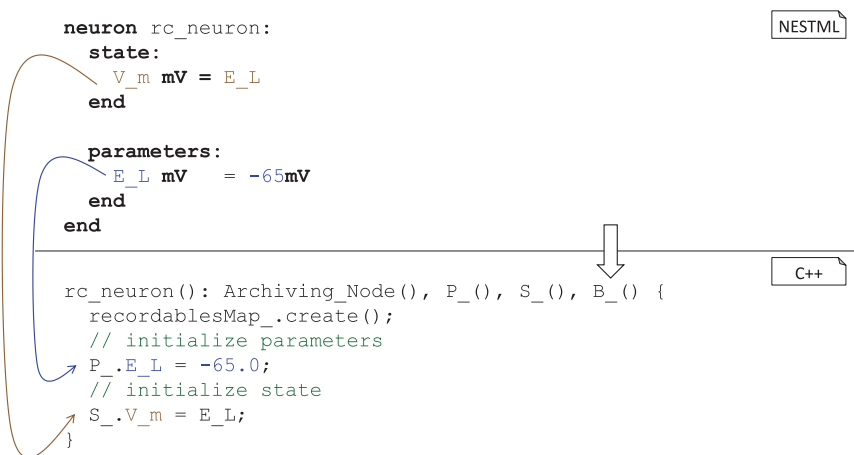 NESTML
neuron rc_neuron:
  state:
    V_m mV = E_L
  end

  parameters:
    E_L mV   = -65mV
  end
end
C++
rc_neuron(): Archiving_Node(), P_(), S_(), B_() {
  recordablesMap_.create();
  // initialize parameters
  P_.E_L = -65.0;
  // initialize state
  S_.V_m = E_L;
}